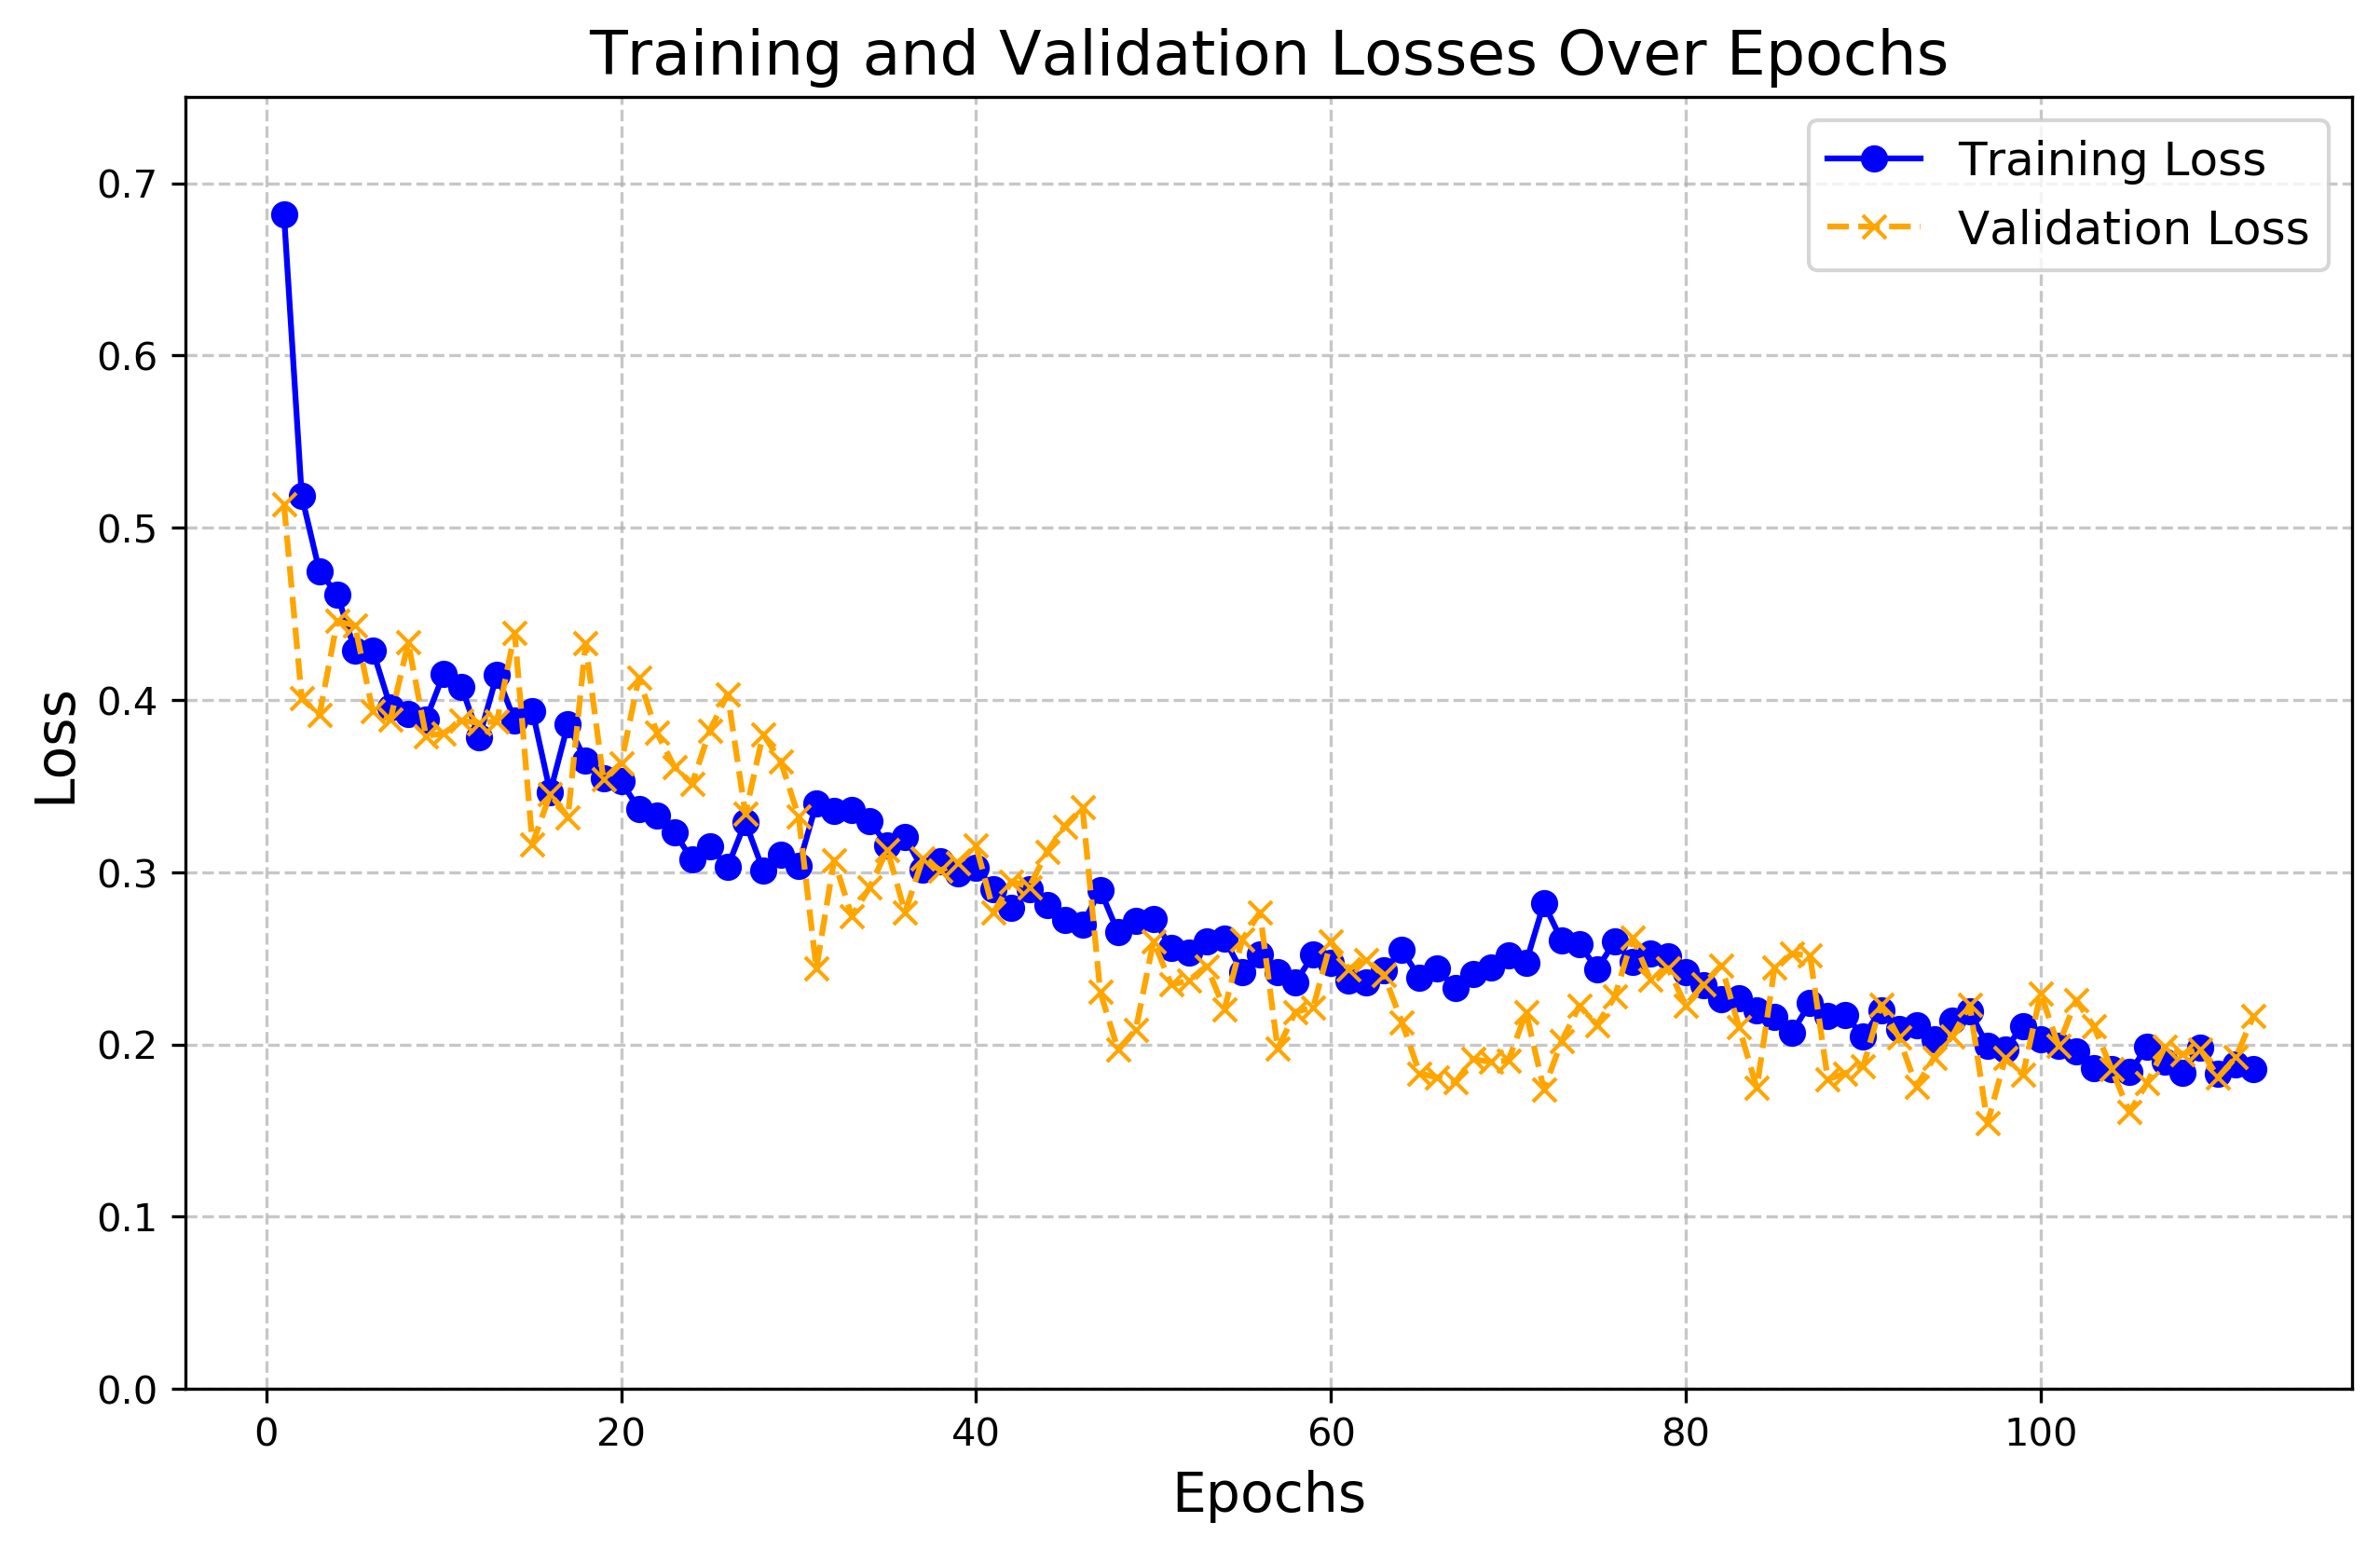 Training and Validation Losses Over Epochs
Training Loss
Validation Loss
0.7
0.6
0.5
0.4
0.3
0.2
0.1
0.0
Loss
0 20 40 60 80 100
Epochs